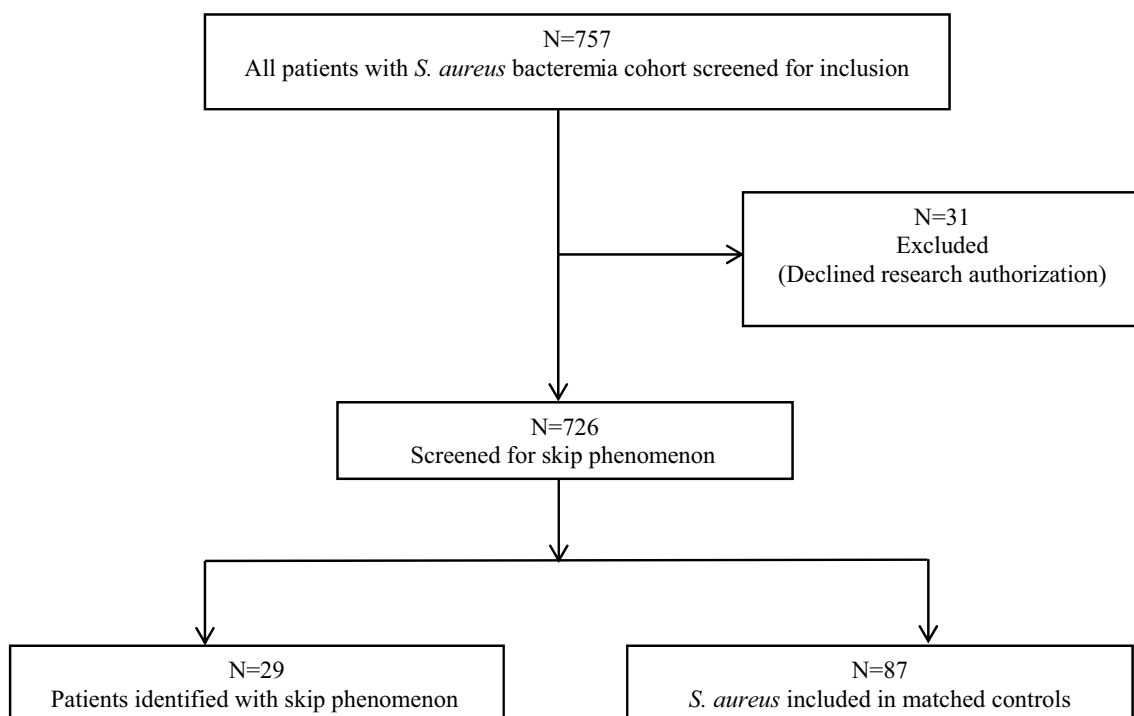 N=757
All patients with S. aureus bacteremia cohort screened for inclusion
N=31
Excluded
(Declined research authorization)
N=726
Screened for skip phenomenon
N=29
Patients identified with skip phenomenon
N=87
S. aureus included in matched controls